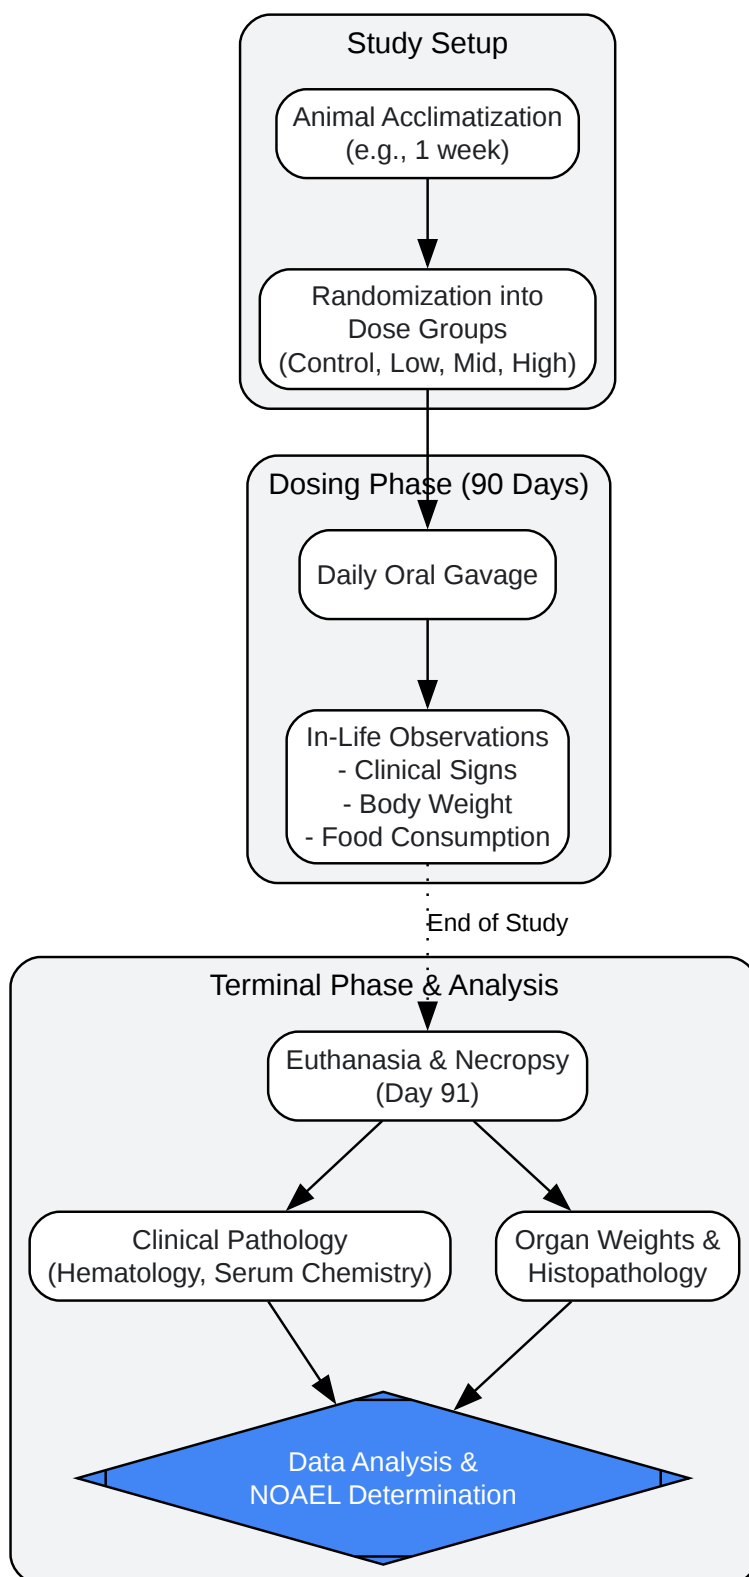 Study Setup
Animal Acclimatization
(e.g., 1 week)
Randomization into
Dose Groups
(Control, Low, Mid, High)
Dosing Phase (90 Days)
Daily Oral Gavage
In-Life Observations
- Clinical Signs
- Body Weight
- Food Consumption
End of Study
Terminal Phase & Analysis
Euthanasia & Necropsy
(Day 91)
Clinical Pathology
(Hematology, Serum Chemistry)
Organ Weights &
Histopathology
Data Analysis &
NOAEL Determination